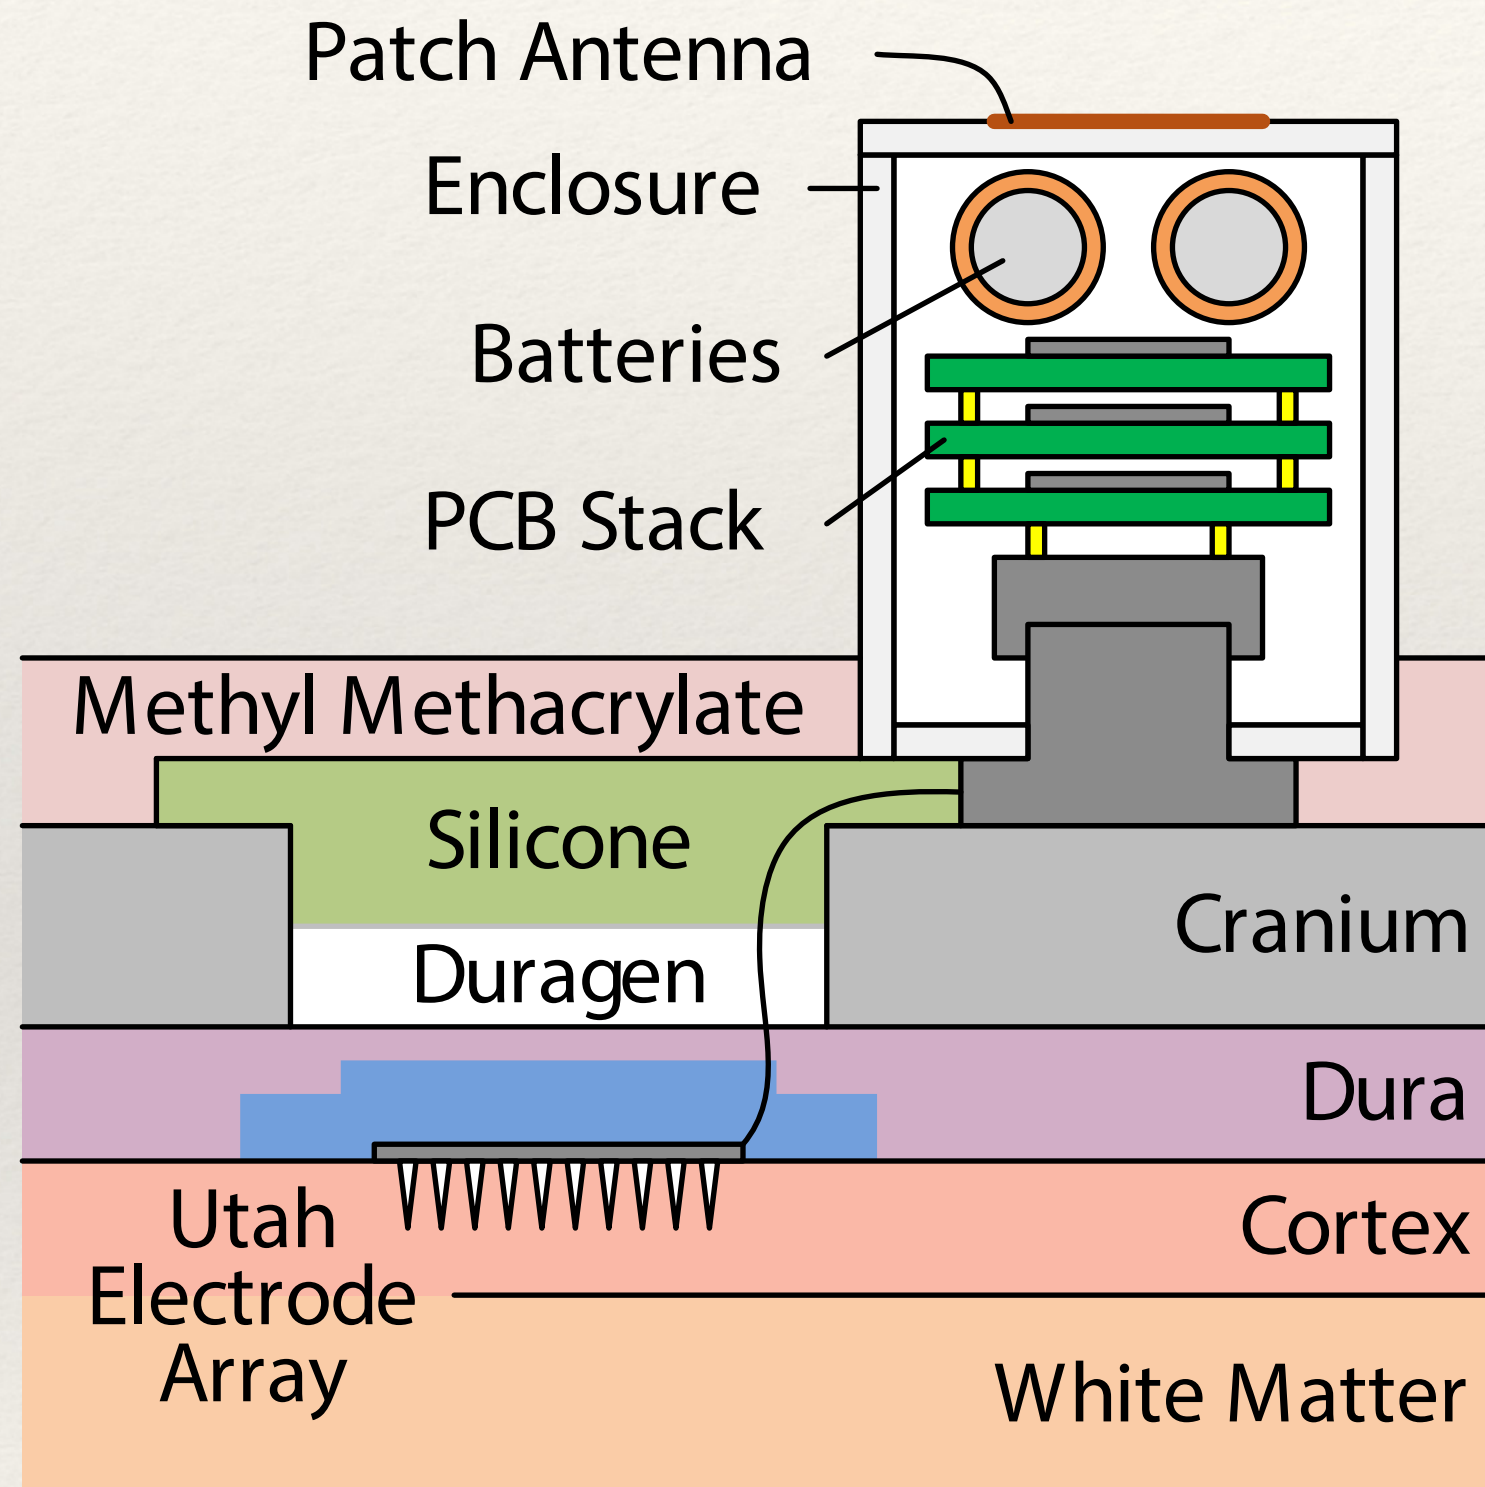 Patch Antenna
Enclosure
Batteries
PCB Stack
Methyl Methacrylate
Silicone
Cranium
Duragen
Dura
Utah
Electrode
Array
Cortex
White Matter